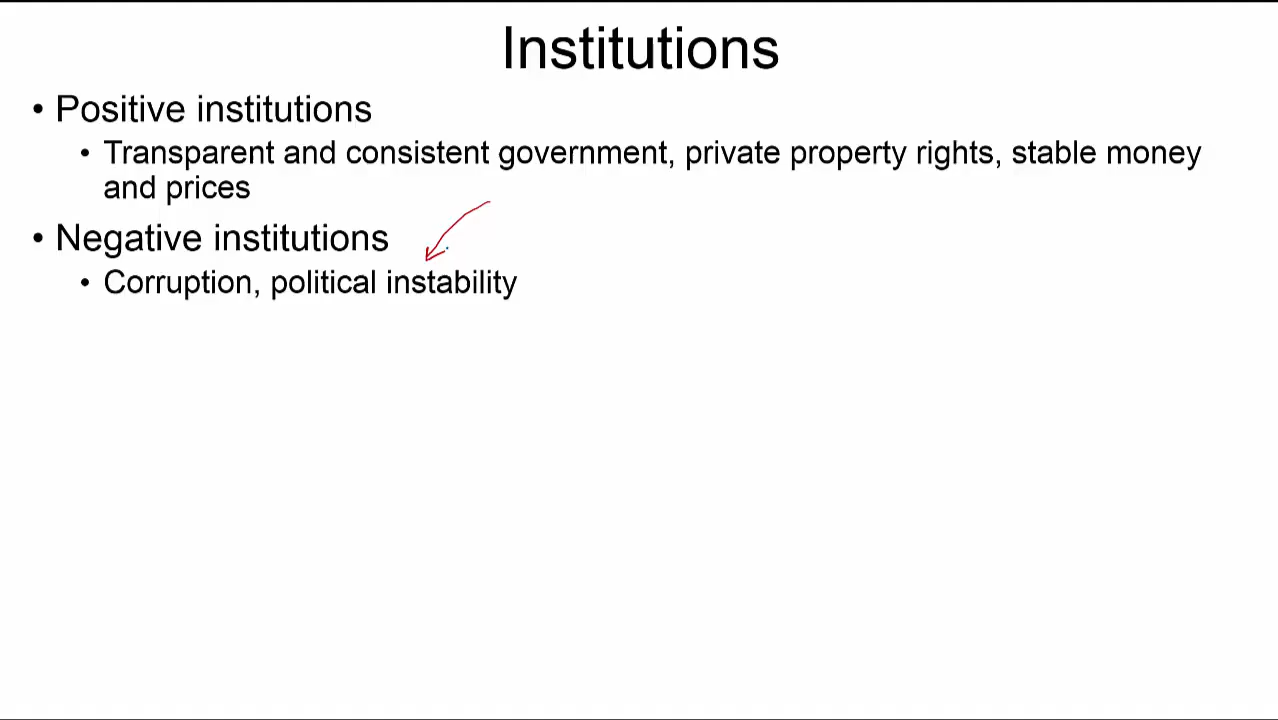 Institutions
• Positive institutions
• Transparent and consistent government, private property rights, stable money
and prices
• Negative institutions
• Corruption, political instability